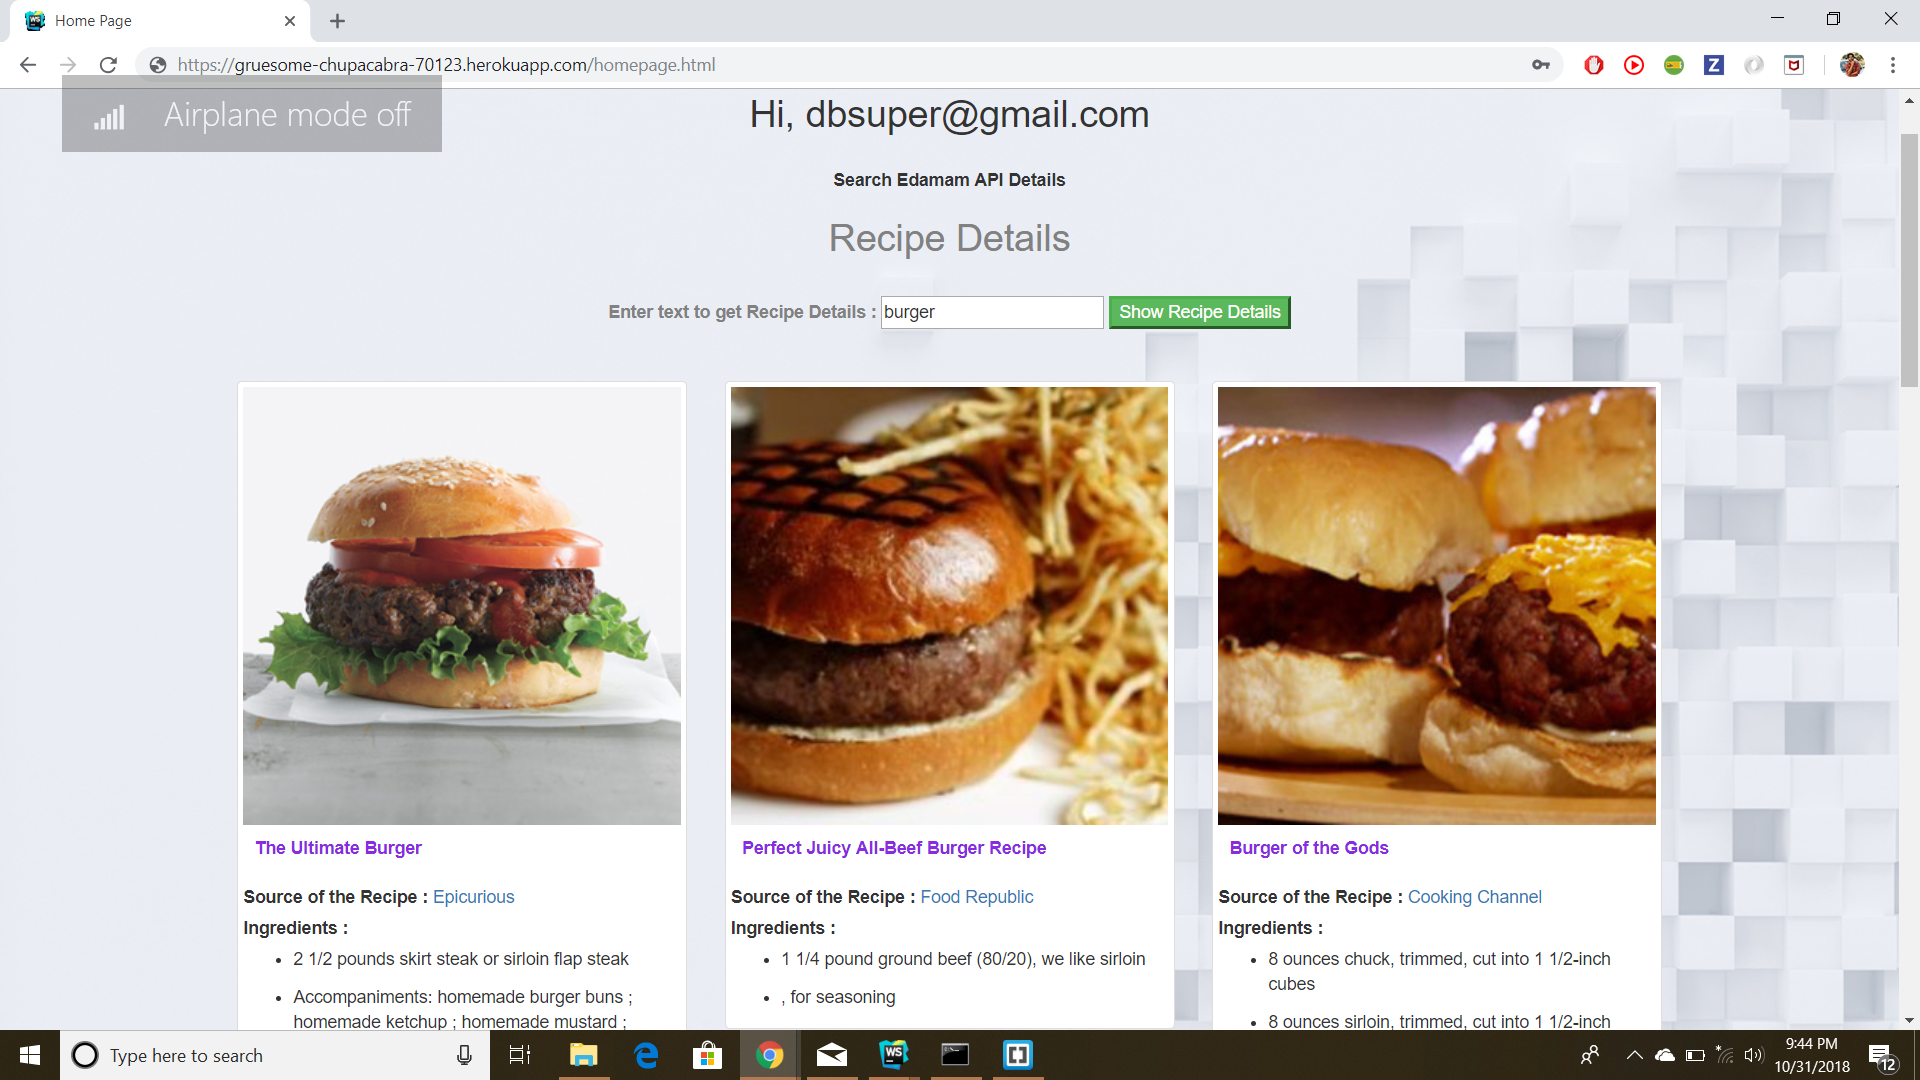 Home Page
https://gruesome-chupacabra-70123.herokuapp.com/homepage.html
Airplane mode off
Hi, dbsuper@gmail.com
Search Edamam API Details
Recipe Details
Enter text to get Recipe Details : burger Show Recipe Details
The Ultimate Burger
Source of the Recipe : Epicurious
Ingredients :
• 2 1/2 pounds skirt steak or sirloin flap steak
• Accompaniments: homemade burger buns ;
homemade ketchup ; homemade mustard ;
Perfect Juicy All-Beef Burger Recipe
Source of the Recipe : Food Republic
Ingredients :
• 1 1/4 pound ground beef (80/20), we like sirloin
• , for seasoning
Burger of the Gods
Source of the Recipe : Cooking Channel
Ingredients :
• 8 ounces chuck, trimmed, cut into 1 1/2-inch
cubes
• 8 ounces sirloin, trimmed, cut into 1 1/2-inch
Type here to search
9:44 PM
10/31/2018
12
WS
Z